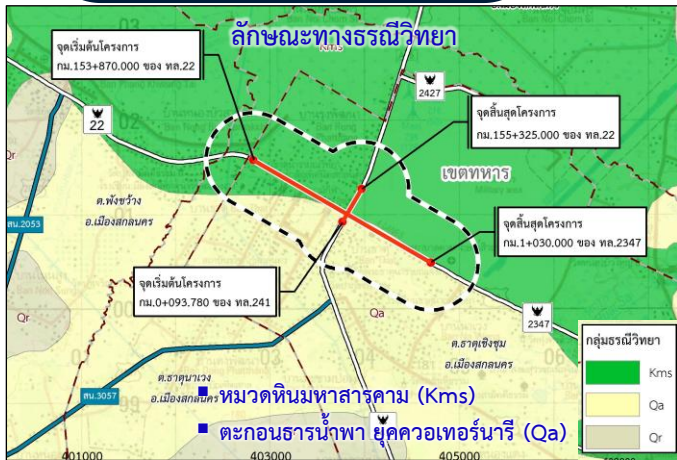 ลักษณะทางธรณีวิทยา
Kms
จุดเริ่มต้นโครงการ
กม.153+870.000 ของ ทล.22
2427
22
02
จุดสิ้นสุดโครงการ
กม.155+325.000 ของ ทล.22
Qr
เขตทหาร
ต.พังขว้าง
อ.เมืองสกลนคร
สน.2053
จุดสิ้นสุดโครงการ
กม.1+030.000 ของ ทล.2347
จุดเริ่มต้นโครงการ
กม.0+093.780 ของ ทล.241
Qr
Qa
2347
ต.ธาตุเชิงชุม
อ.เมืองสกลนคร
กลุ่มธรณีวิทยา
Kms
Qa
Qr
ต.ธาตุนาเวง
อ.เมืองสกลนคร
สน.3057
▪ หมวดหินมหาสารคาม (Kms)
▪ ตะกอนธารน้ำพา ยุคควอเทอร์นารี (Qa)
401000
403000
405000